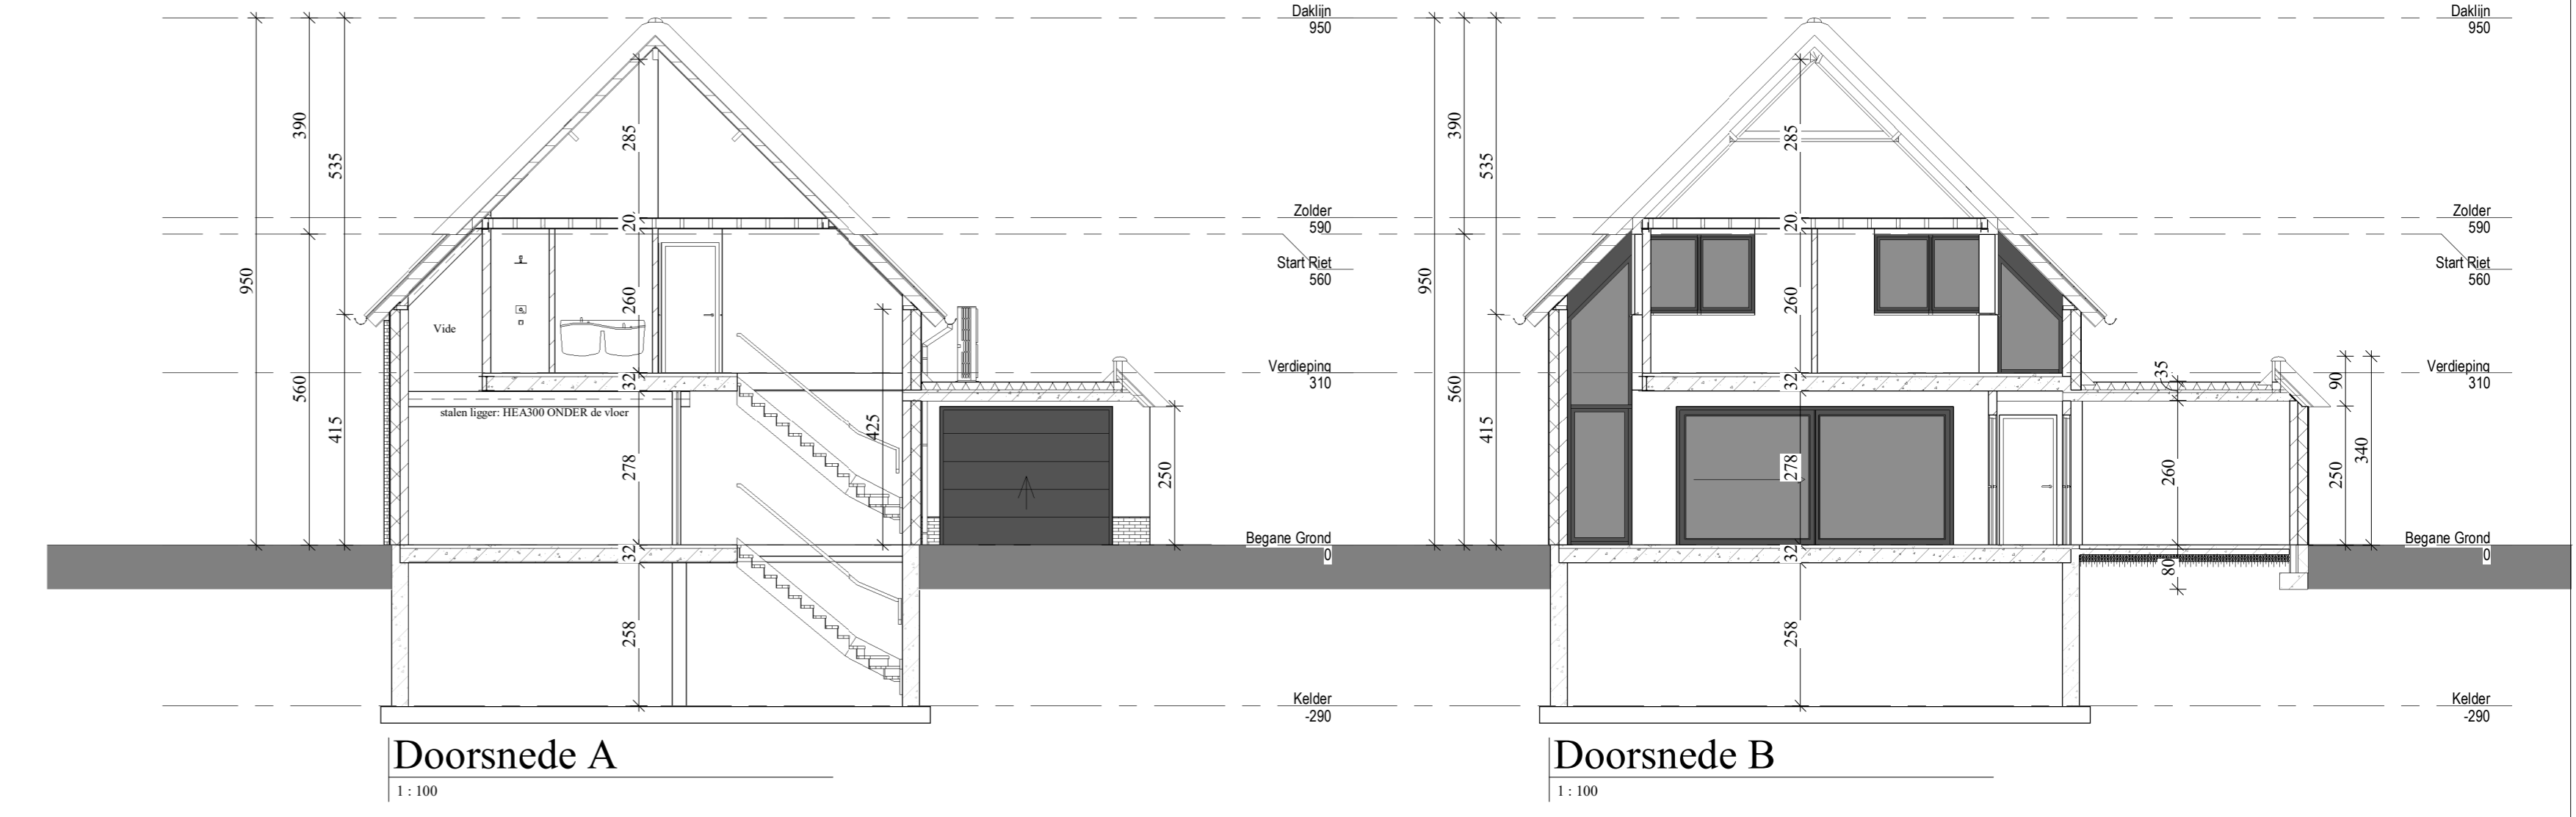 Daklijn
950
390
535
285
20
Zolder
590
Start Riet
560
950
260
Vide
Verdieping
310
32
560
stalen ligger: HEA300 ONDER de vloer
415
425
278
250
Begane Grond
0
32
258
Kelder
-290
Doorsnede A
1 : 100
Daklijn
950
390
535
285
20
Zolder
590
Start Riet
560
950
260
Verdieping
310
32
35
90
560
415
278
260
250
340
Begane Grond
0
32
80
258
Kelder
-290
Doorsnede B
1 : 100